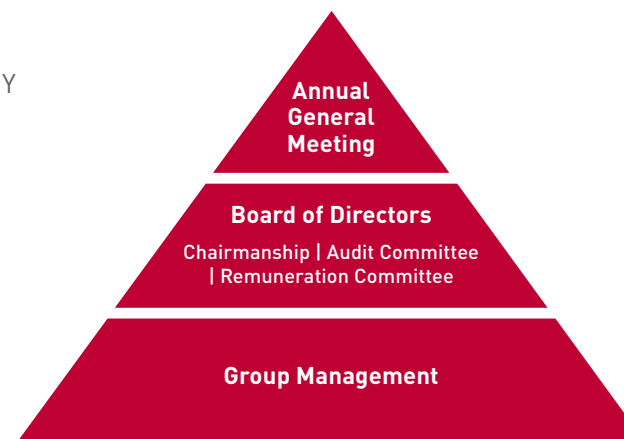 Y
Annual
General
Meeting
Board of Directors
Chairmanship | Audit Committee
| Remuneration Committee
Group Management